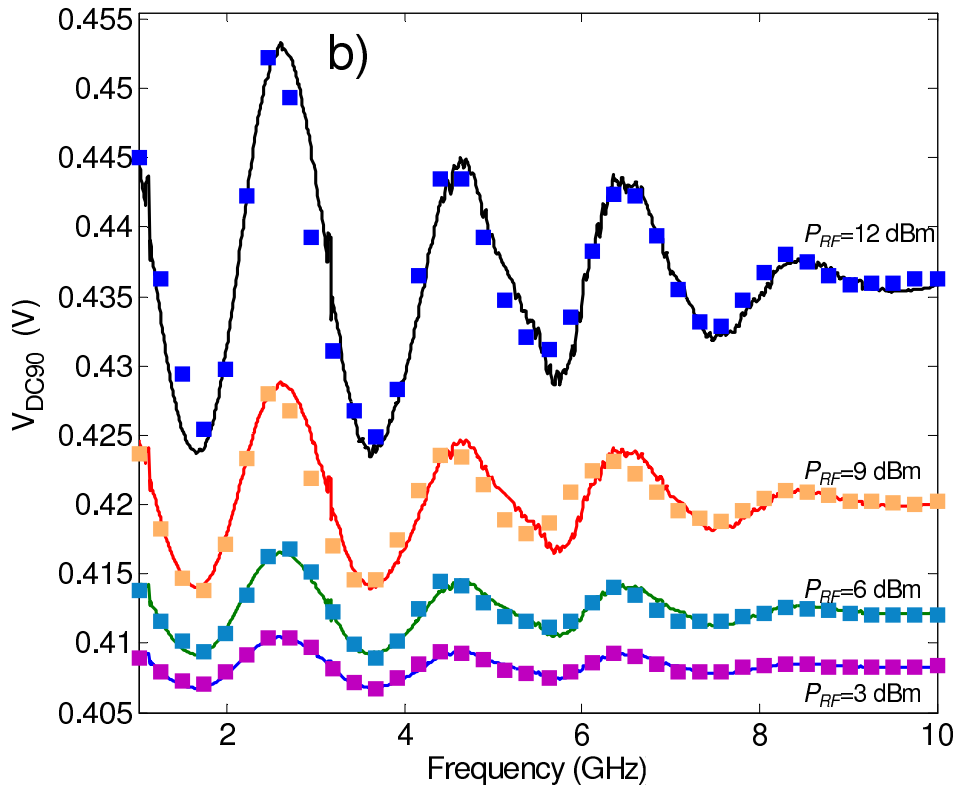 b)
0.455
0.45
0.445
0.44
0.435
0.43
0.425
0.42
0.415
0.41
0.405
V_DC90 (V)
P_RF=12 dBm
P_RF=9 dBm
P_RF=6 dBm
P_RF=3 dBm
2 4 6 8 10
Frequency (GHz)